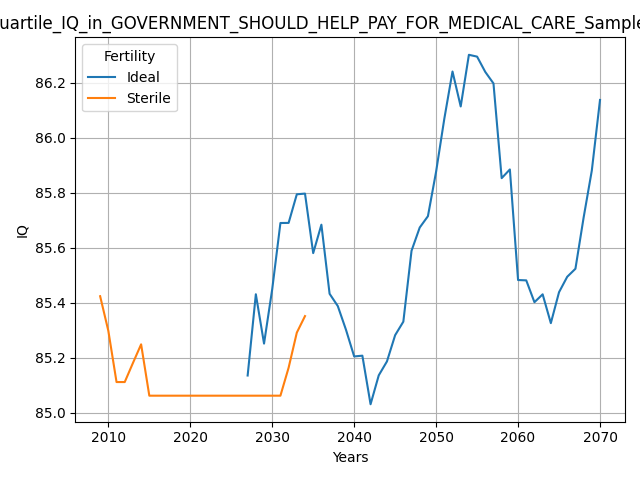 uartile_IQ_in_GOVERNMENT_SHOULD_HELP_PAY_FOR_MEDICAL_CARE_Sample
Fertility
Ideal
Sterile
86.2
86.0
85.8
85.6
85.4
85.2
85.0
IQ
2010 2020 2030 2040 2050 2060 2070
Years